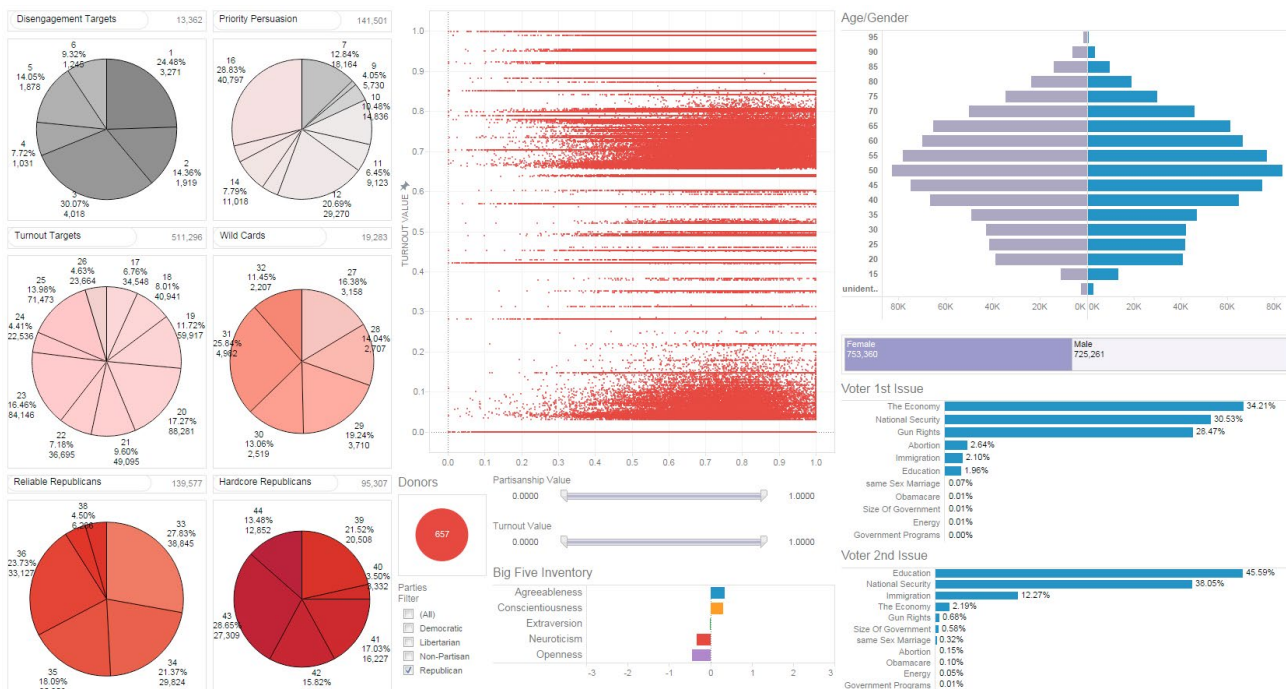 Disengagement Targets 13,362
6
9.32%
1,245
1
24.48%
3,271
5
14.05%
1,878
4
7.72%
1,031
2
14.36%
1,919
30.07%
4,018
Priority Persuasion 141,501
7
12.84%
18,164
9
4.05%
5,730
10
10.48%
14,836
16
28.83%
40,797
11
6.45%
9,123
14
7.79%
11,018
12
20.69%
29,270
Turnout Targets 511,296
26
4.63%
23,664
17
6.76%
34,548
18
8.01%
40,941
25
13.98%
71,473
19
11.72%
59,917
24
4.41%
22,536
23
16.46%
84,146
20
17.27%
88,281
22
7.18%
36,695
21
9.60%
49,095
Wild Cards 19,283
32
11.45%
2,207
27
16.38%
3,158
28
14.04%
2,707
31
25.84%
4,982
29
19.24%
3,710
30
13.06%
2,519
Reliable Republicans 139,577
38
4.50%
33
27.83%
38,845
36
23.73%
33,127
34
21.37%
29,824
35
18.09%
Hardcore Republicans 95,307
44
13.48%
12,852
39
21.52%
20,508
40
3.50%
3,332
43
28.65%
27,309
41
17.03%
16,227
42
15.82%
TURNOUT VALUE
1.0
0.9
0.8
0.7
0.6
0.5
0.4
0.3
0.2
0.1
0.0
0.0 0.1 0.2 0.3 0.4 0.5 0.6 0.7 0.8 0.9 1.0
Donors
657
Partisanship Value
0.0000 1.0000
Turnout Value
0.0000 1.0000
Parties
Filter
(All)
Democratic
Libertarian
Non-Partisan
Republican
Big Five Inventory
Agreeableness
Conscientiousness
Extraversion
Neuroticism
Openness
-3 -2 -1 0 1 2 3
Age/Gender
95
90
85
80
75
70
65
60
55
50
45
40
35
30
25
20
15
unident..
80K 60K 40K 20K 0K 0K 20K 40K 60K 80K
Female
753,360
Male
725,261
Voter 1st Issue
The Economy 34.21%
National Security 30.53%
Gun Rights 28.47%
Abortion 2.64%
Immigration 2.10%
Education 1.96%
same Sex Marriage 0.07%
Obamacare 0.01%
Size Of Government 0.01%
Energy 0.01%
Government Programs 0.00%
Voter 2nd Issue
Education 45.59%
National Security 38.05%
Immigration 12.27%
The Economy 2.19%
Gun Rights 0.68%
Size Of Government 0.58%
same Sex Marriage 0.32%
Abortion 0.15%
Obamacare 0.10%
Energy 0.05%
Government Programs 0.01%